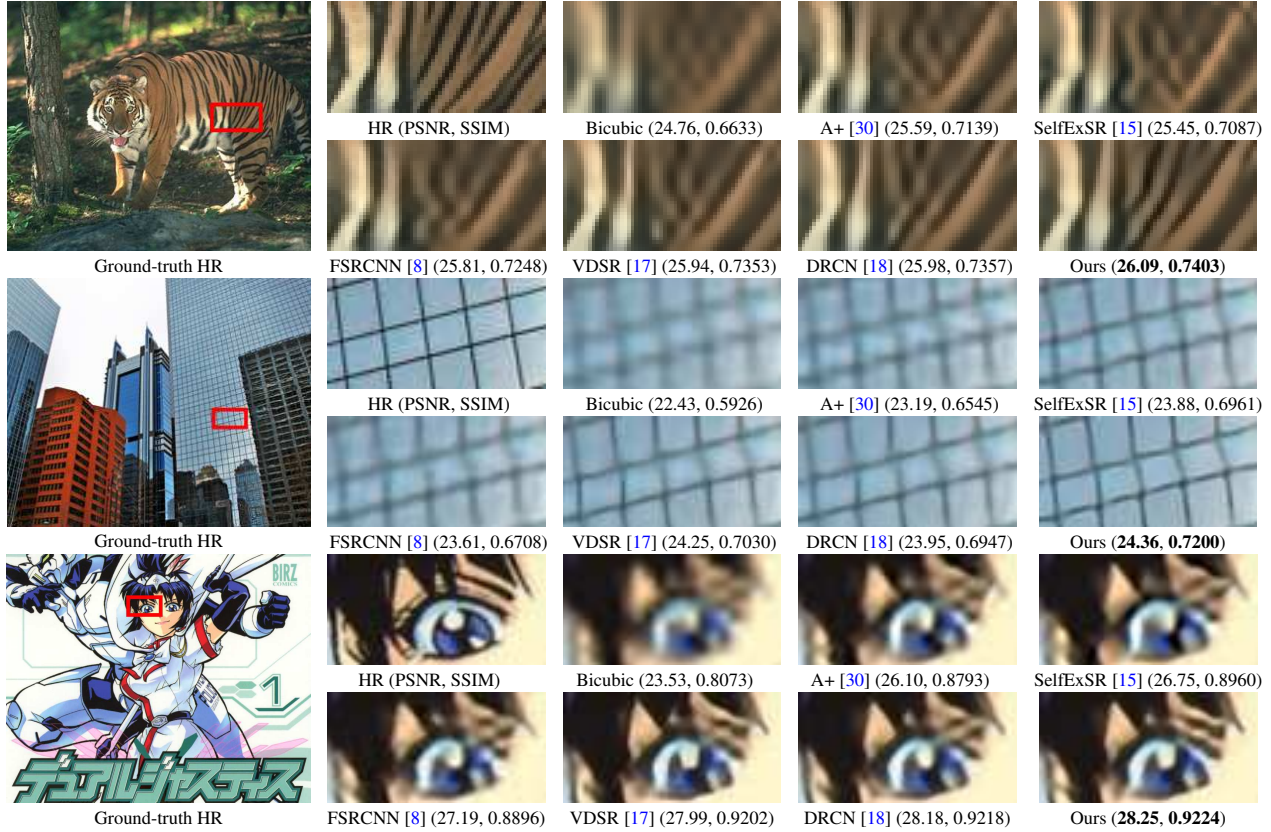 HR (PSNR, SSIM) Bicubic (24.76, 0.6633) A+ [30] (25.59, 0.7139) SelfExSR [15] (25.45, 0.7087)
Ground-truth HR FSRCNN [8] (25.81, 0.7248) VDSR [17] (25.94, 0.7353) DRCN [18] (25.98, 0.7357) Ours (26.09, 0.7403)
HR (PSNR, SSIM) Bicubic (22.43, 0.5926) A+ [30] (23.19, 0.6545) SelfExSR [15] (23.88, 0.6961)
Ground-truth HR FSRCNN [8] (23.61, 0.6708) VDSR [17] (24.25, 0.7030) DRCN [18] (23.95, 0.6947) Ours (24.36, 0.7200)
BIRZ
COMICS
HR (PSNR, SSIM) Bicubic (23.53, 0.8073) A+ [30] (26.10, 0.8793) SelfExSR [15] (26.75, 0.8960)
1
デュアルジャスティス
Ground-truth HR FSRCNN [8] (27.19, 0.8896) VDSR [17] (27.99, 0.9202) DRCN [18] (28.18, 0.9218) Ours (28.25, 0.9224)